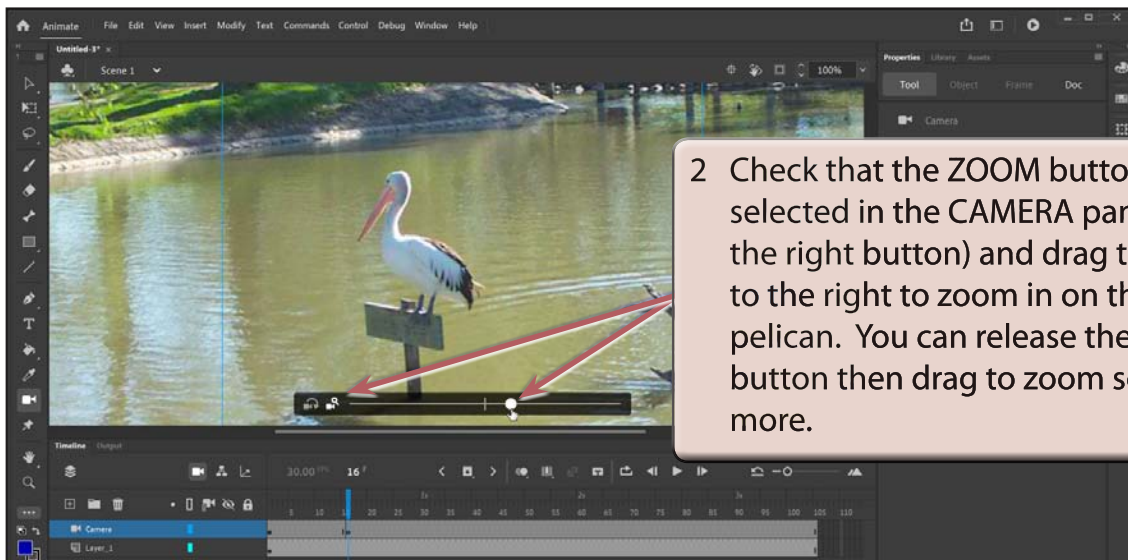 Animate File Edit View Insert Modify Text Commands Control Debug Window Help
Untitled-3* ×
Scene 1
100%
Properties Library Assets
Tool Object Frame Doc
Camera
2 Check that the ZOOM butto
selected in the CAMERA par
the right button) and drag t
to the right to zoom in on th
pelican. You can release the
button then drag to zoom s
more.
Timeline Output
30.00 FPS 16 F
1s 2s 3s
5 10 15 20 25 30 35 40 45 50 55 60 65 70 75 80 85 90 95 100 105 110
Camera
Layer_1